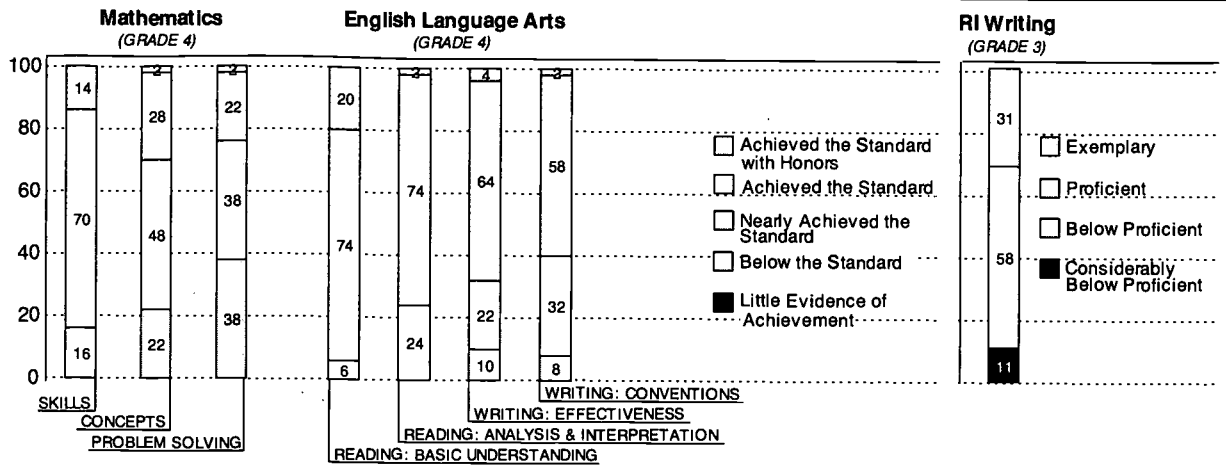 Mathematics
(GRADE 4)
English Language Arts
(GRADE 4)
RI Writing
(GRADE 3)
100
80
60
40
20
0
14
70
16
2
28
48
22
2
22
38
38
20
74
6
2
74
24
4
64
22
10
2
58
32
8
Achieved the Standard
with Honors
Achieved the Standard
Nearly Achieved the
Standard
Below the Standard
Little Evidence of
Achievement
31
58
11
Exemplary
Proficient
Below Proficient
Considerably
Below Proficient
SKILLS
CONCEPTS
PROBLEM SOLVING
WRITING: CONVENTIONS
WRITING: EFFECTIVENESS
READING: ANALYSIS & INTERPRETATION
READING: BASIC UNDERSTANDING